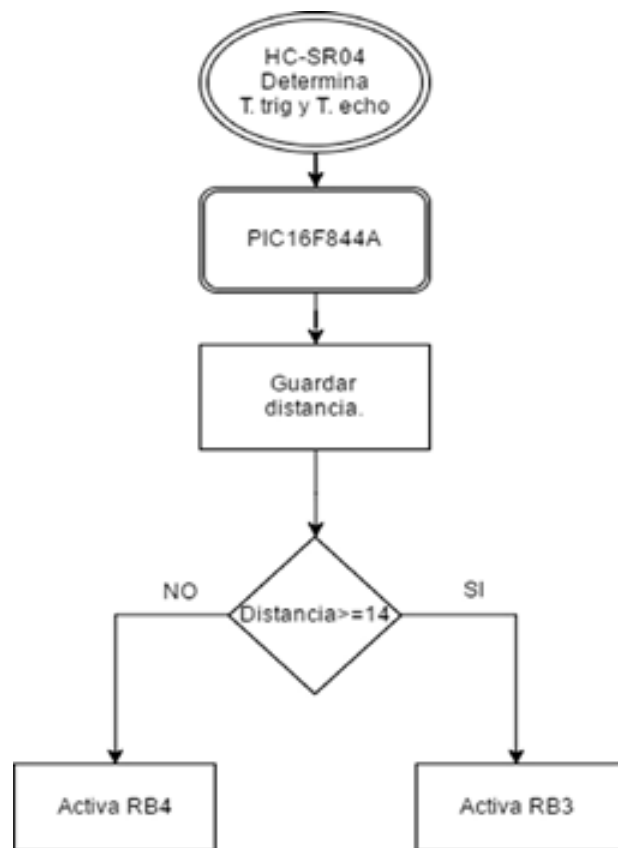 HC-SR04
Determina
T. trig y T. echo
PIC16F844A
Guardar
distancia.
NO
SI
Distancia>=14
Activa RB4
Activa RB3